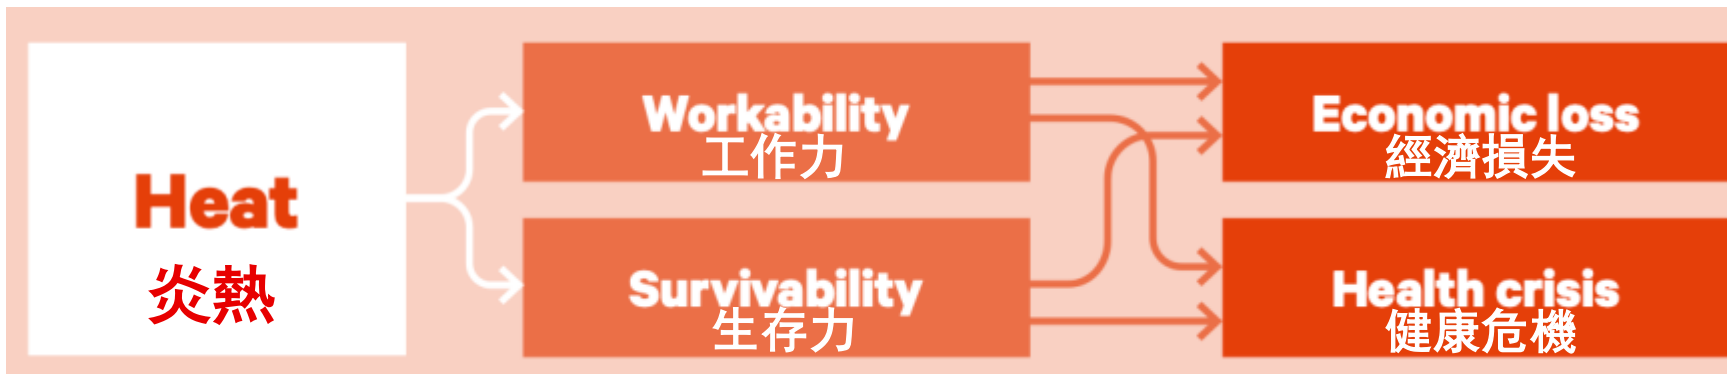 Heat
炎熱
Workability
工作力
Survivability
生存力
Economic loss
經濟損失
Health crisis
健康危機